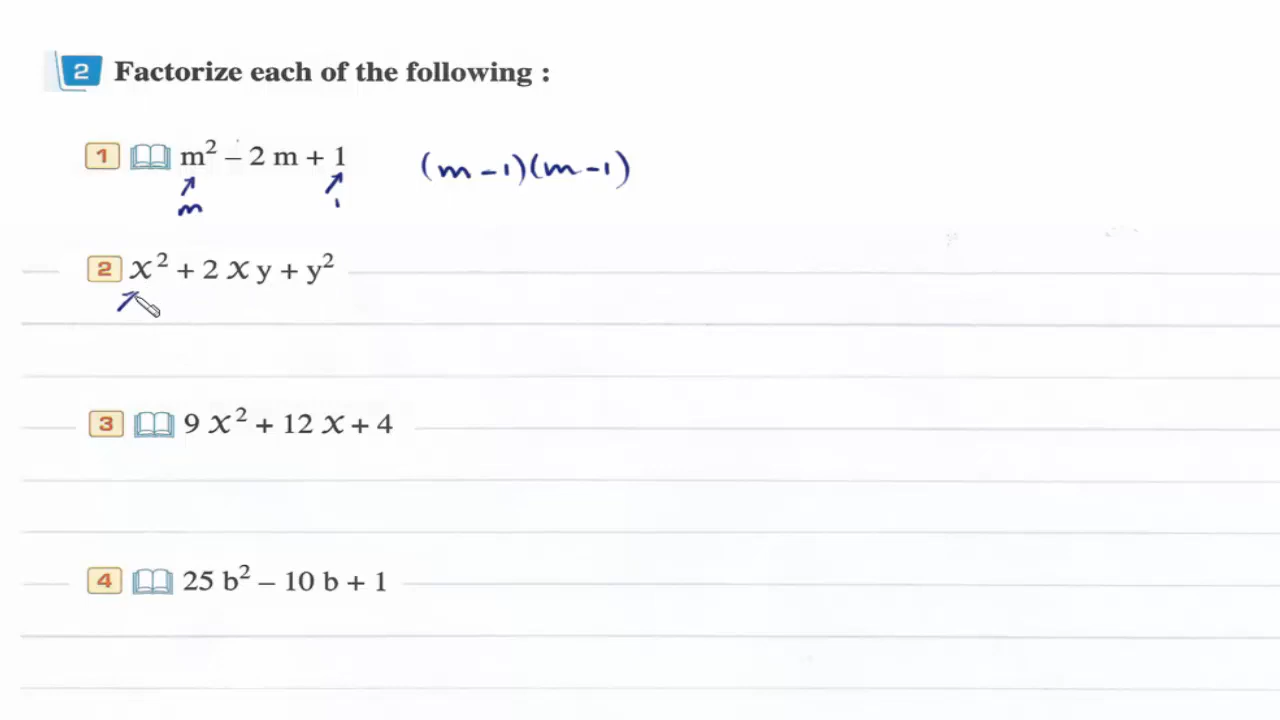 2 Factorize each of the following :
1 m² – 2 m + 1 (m – 1)(m – 1)
m 1
2 x² + 2 x y + y²
3 9 x² + 12 x + 4
4 25 b² – 10 b + 1